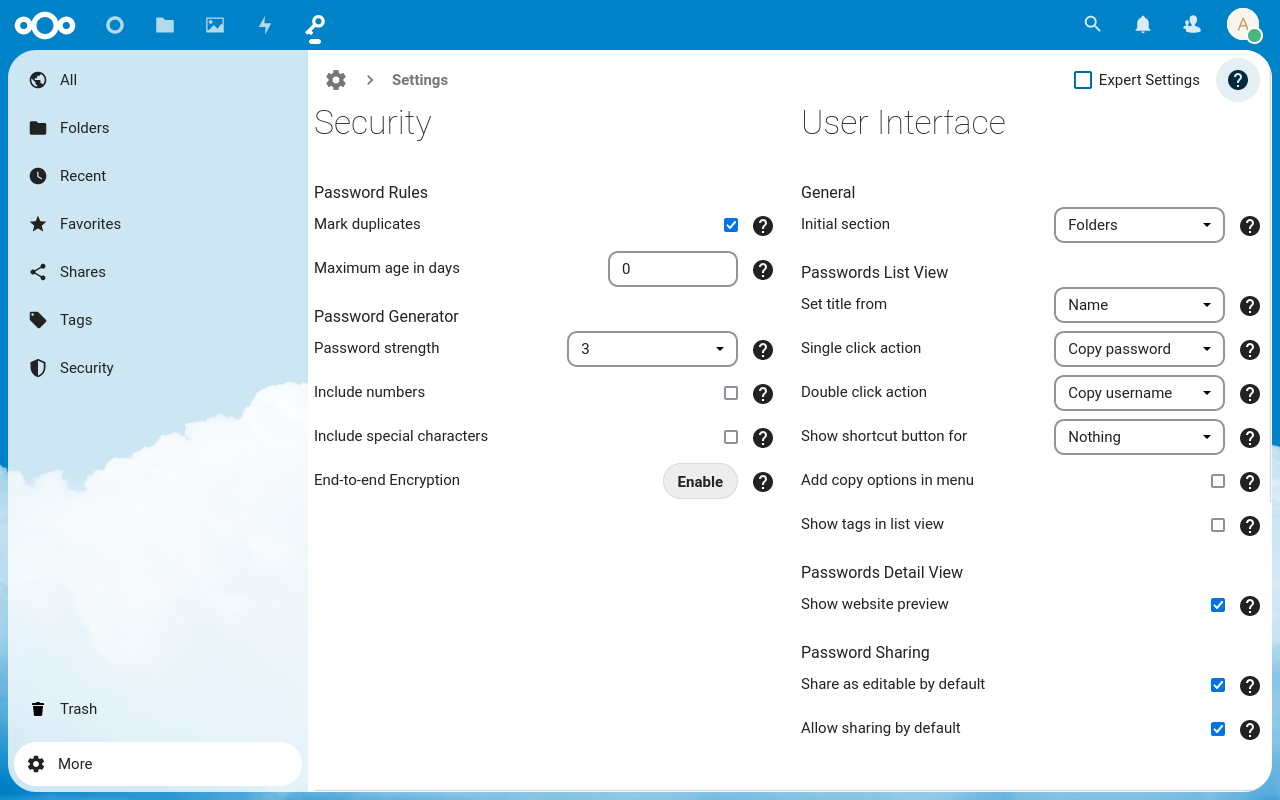 A
All
Folders
Recent
Favorites
Shares
Tags
Security
Trash
More
Settings
Expert Settings
Security
Password Rules
Mark duplicates
Maximum age in days
0
Password Generator
Password strength
3
Include numbers
Include special characters
End-to-end Encryption
Enable
User Interface
General
Initial section
Folders
Passwords List View
Set title from
Name
Single click action
Copy password
Double click action
Copy username
Show shortcut button for
Nothing
Add copy options in menu
Show tags in list view
Passwords Detail View
Show website preview
Password Sharing
Share as editable by default
Allow sharing by default